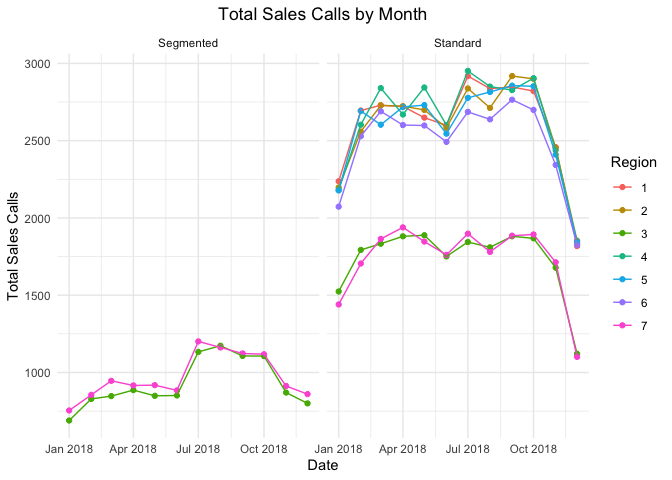 Total Sales Calls by Month
Segmented
Standard
Total Sales Calls
3000
2500
2000
1500
1000
Jan 2018 Apr 2018 Jul 2018 Oct 2018
Jan 2018 Apr 2018 Jul 2018 Oct 2018
Date
Region
1
2
3
4
5
6
7